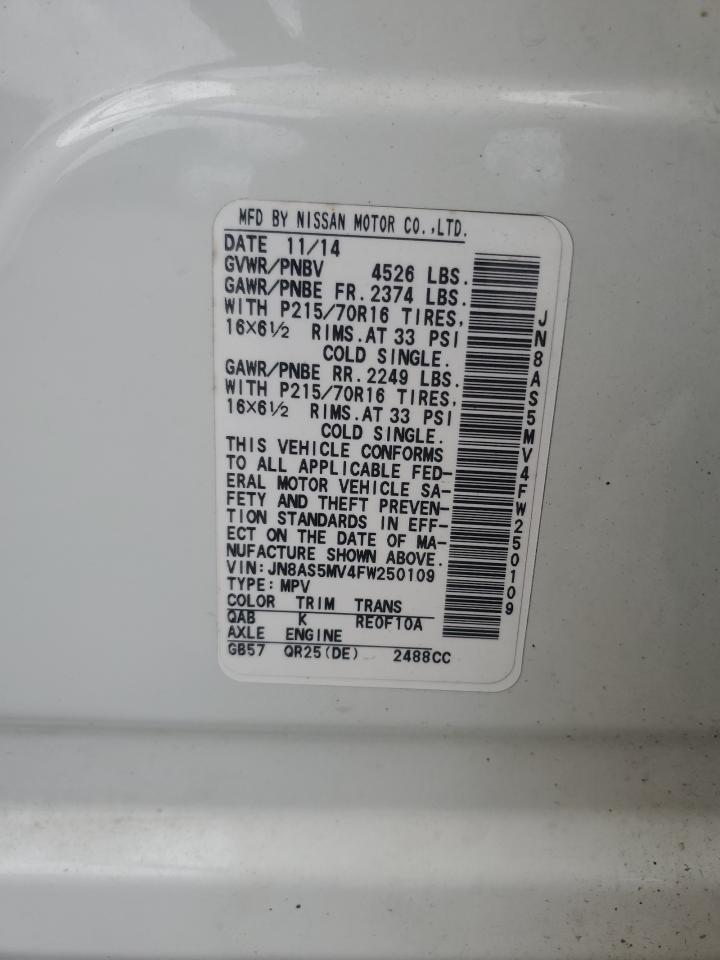 MFD BY NISSAN MOTOR CO.,LTD.
DATE 11/14
GVWR/PNBV 4526 LBS.
GAWR/PNBE FR.2374 LBS.
WITH P215/70R16 TIRES,
16X6½ RIMS.AT 33 PSI
COLD SINGLE.
GAWR/PNBE RR.2249 LBS.
WITH P215/70R16 TIRES,
16X6½ RIMS.AT 33 PSI
COLD SINGLE.
THIS VEHICLE CONFORMS
TO ALL APPLICABLE FED-
ERAL MOTOR VEHICLE SA-
FETY AND THEFT PREVEN-
TION STANDARDS IN EFF-
ECT ON THE DATE OF MA-
NUFACTURE SHOWN ABOVE.
VIN:JN8AS5MV4FW250109
TYPE:MPV
COLOR TRIM TRANS
QAB K RE0F10A
AXLE ENGINE
GB57 QR25(DE) 2488CC
JN8AS5MV4FW250109